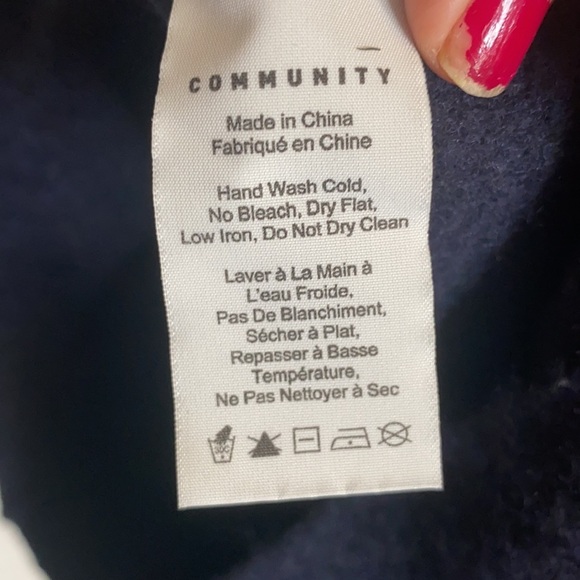 COMMUNITY
Made in China
Fabriqué en Chine
Hand Wash Cold,
No Bleach, Dry Flat,
Low Iron, Do Not Dry Clean
Laver à La Main à
L'eau Froide,
Pas De Blanchiment,
Sécher à Plat,
Repasser à Basse
Température,
Ne Pas Nettoyer à Sec